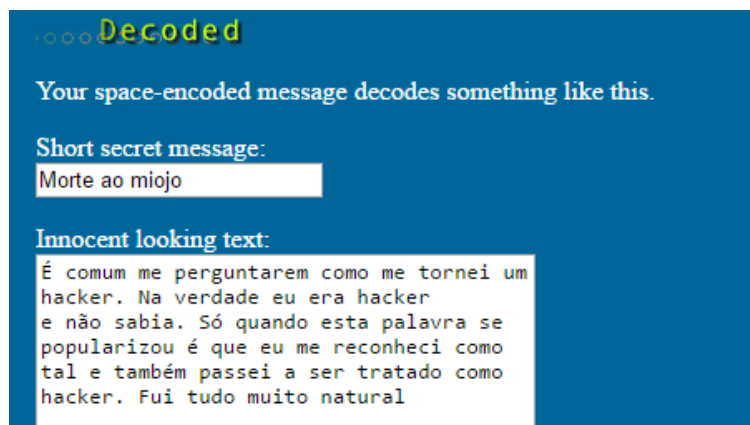 Decoded
Your space-encoded message decodes something like this.
Short secret message:
Morte ao miojo
Innocent looking text:
É comum me perguntarem como me tornei um
hacker. Na verdade eu era hacker
e não sabia. Só quando esta palavra se
popularizou é que eu me reconheci como
tal e também passei a ser tratado como
hacker. Fui tudo muito natural